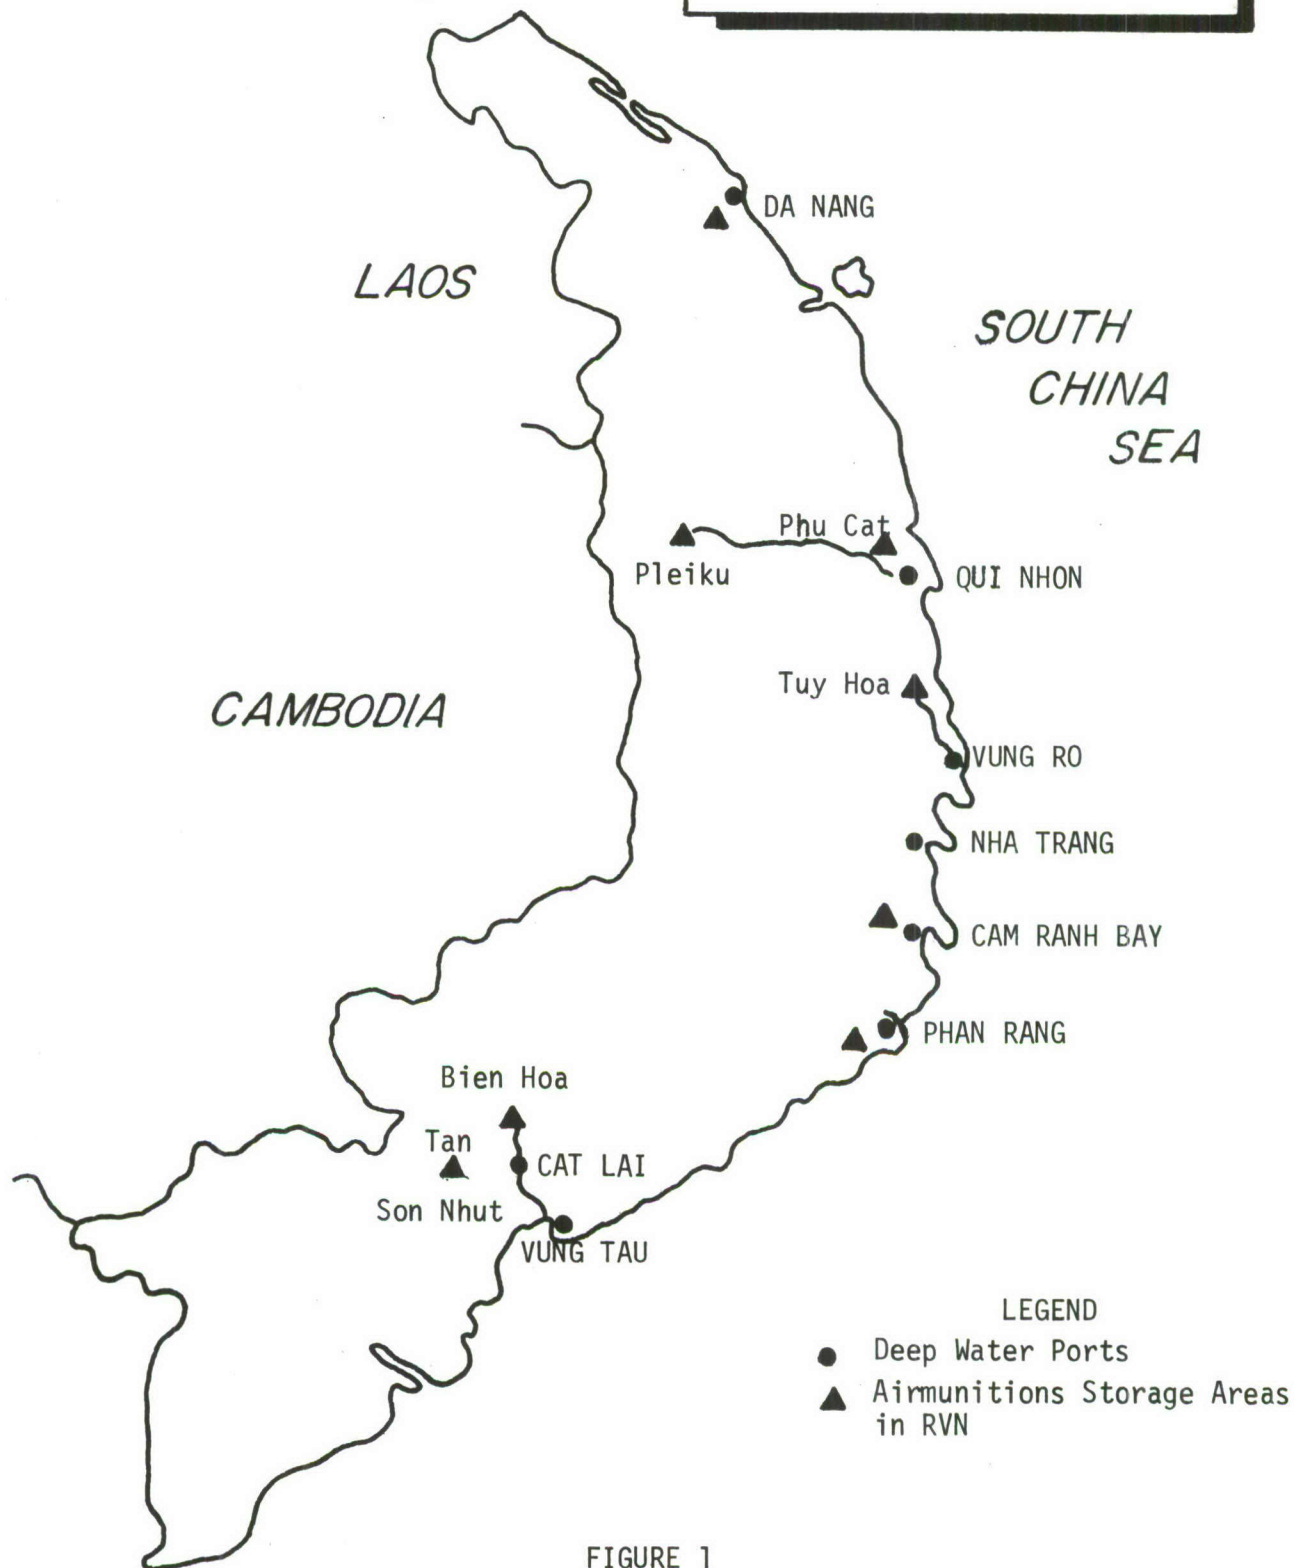 DA NANG
LAOS
SOUTH
CHINA
SEA
Phu Cat
Pleiku
QUI NHON
Tuy Hoa
CAMBODIA
VUNG RO
NHA TRANG
CAM RANH BAY
PHAN RANG
Bien Hoa
Tan
CAT LAI
Son Nhut
VUNG TAU
LEGEND
Deep Water Ports
Airmunitions Storage Areas
in RVN
FIGURE 1